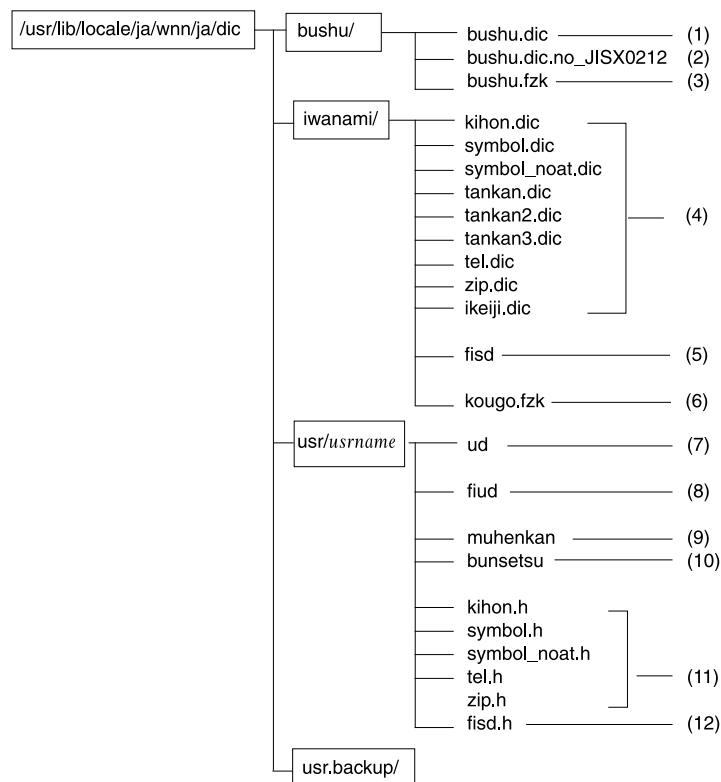 /usr/lib/locale/ja/wnn/ja/dic
bushu/
bushu.dic (1)
bushu.dic.no_JISX0212 (2)
bushu.fzk (3)
iwanami/
kihon.dic
symbol.dic
symbol_noat.dic
tankan.dic
tankan2.dic (4)
tankan3.dic
tel.dic
zip.dic
ikeiji.dic
fisd (5)
kougo.fzk (6)
usr/usrname
ud (7)
fiud (8)
muhenkan (9)
bunsetsu (10)
kihon.h
symbol.h
symbol_noat.h
tel.h (11)
zip.h
fisd.h (12)
usr.backup/